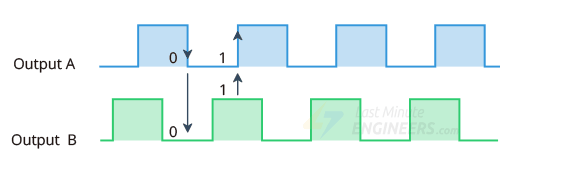 Output A
0
1
1
Output B
0
Last Minute
ENGINEERS.com